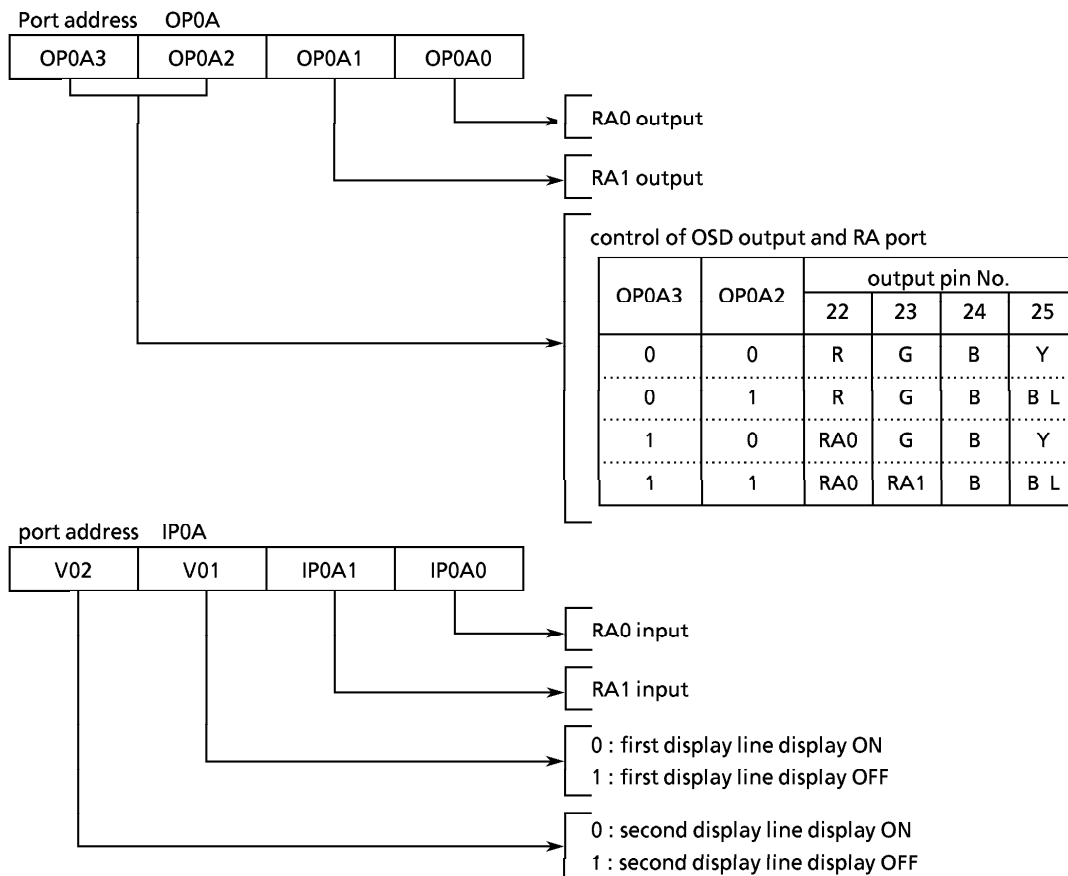 Port address OP0A
OP0A3 OP0A2 OP0A1 OP0A0
RA0 output
RA1 output
control of OSD output and RA port
OP0A3 OP0A2 output pin No.
22 23 24 25
0 0 R G B Y
0 1 R G B B L
1 0 RA0 G B Y
1 1 RA0 RA1 B B L
port address IP0A
V02 V01 IP0A1 IP0A0
RA0 input
RA1 input
0 : first display line display ON
1 : first display line display OFF
0 : second display line display ON
1 : second display line display OFF